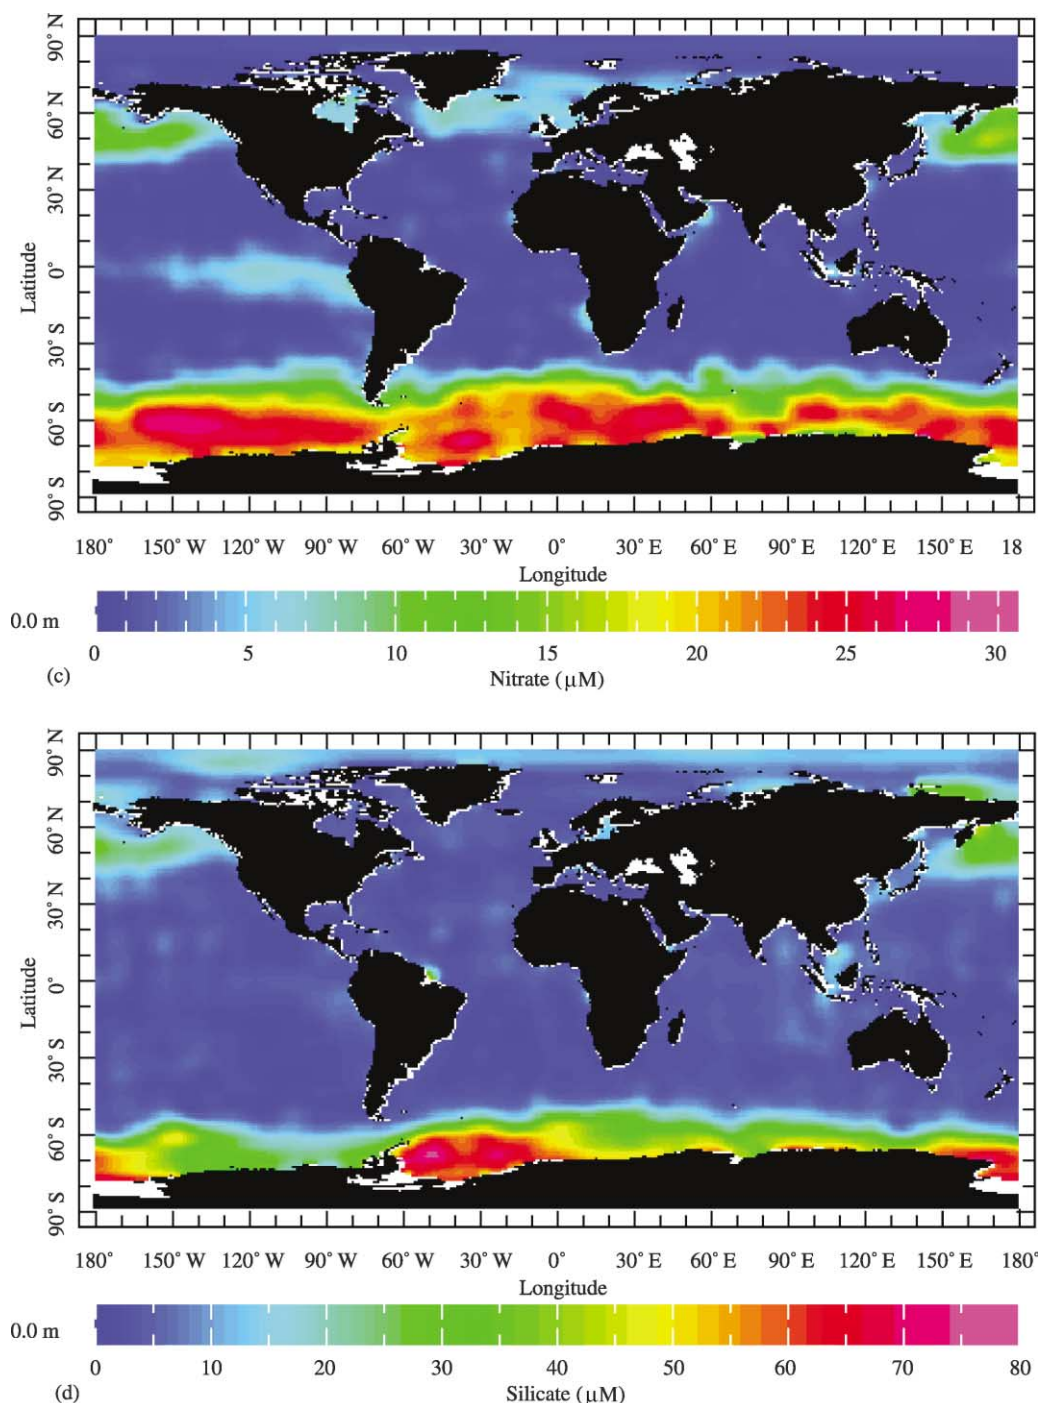 90° N
60° N
30° N
0°
30° S
60° S
90° S
Latitude
180° 150° W 120° W 90° W 60° W 30° W 0° 30° E 60° E 90° E 120° E 150° E 18
Longitude
0.0 m
0 5 10 15 20 25 30
(c)
Nitrate (μM)
90° N
60° N
30° N
0°
30° S
60° S
90° S
Latitude
180° 150° W 120° W 90° W 60° W 30° W 0° 30° E 60° E 90° E 120° E 150° E 180°
Longitude
0.0 m
0 10 20 30 40 50 60 70 80
(d)
Silicate (μM)